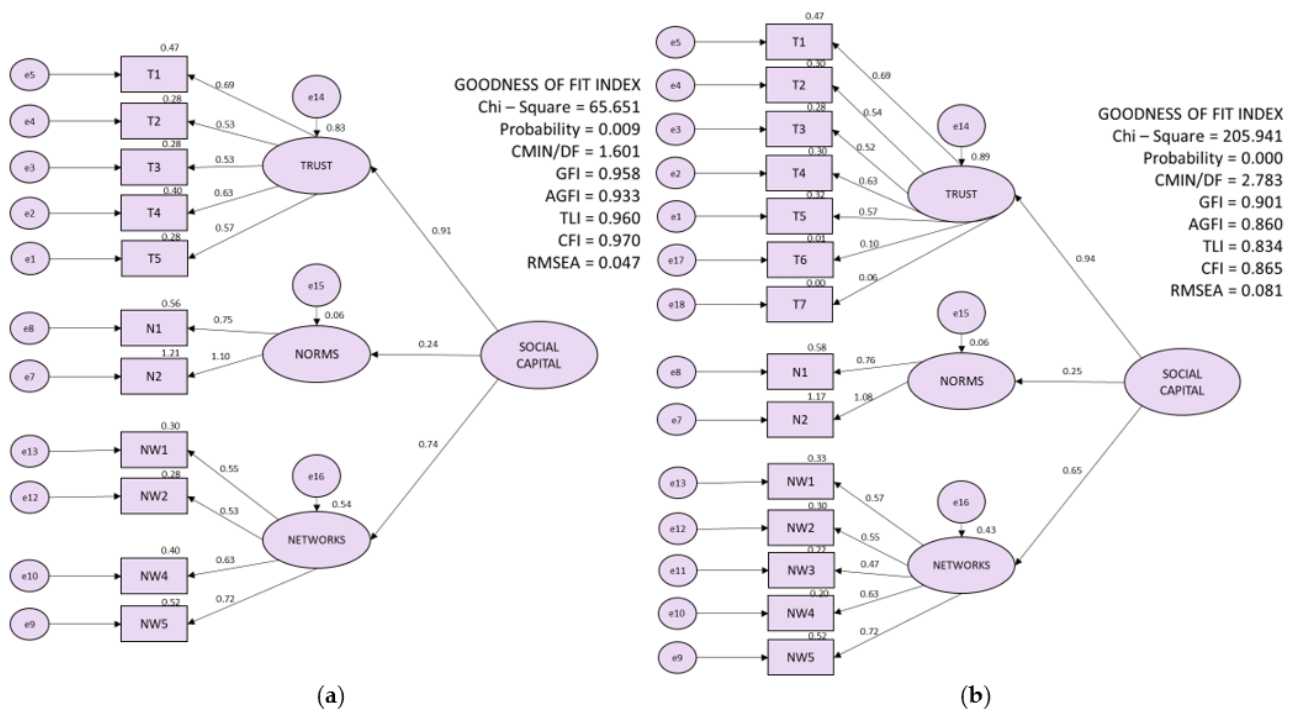 0.47
e5
T1
0.69
0.28
e4
T2
0.53
0.28
e3
T3
0.53
0.40
e2
T4
0.63
0.28
e1
T5
0.57
e14
0.83
TRUST
0.91
GOODNESS OF FIT INDEX
Chi – Square = 65.651
Probability = 0.009
CMIN/DF = 1.601
GFI = 0.958
AGFI = 0.933
TLI = 0.960
CFI = 0.970
RMSEA = 0.047
0.56
e8
N1
0.75
1.21
e7
N2
1.10
e15
0.06
NORMS
0.24
SOCIAL
CAPITAL
0.30
e13
NW1
0.55
0.28
e12
NW2
0.53
0.40
e10
NW4
0.63
0.52
e9
NW5
0.72
e16
0.54
NETWORKS
0.74
(a)
0.47
e5
T1
0.69
0.30
e4
T2
0.54
0.28
e3
T3
0.52
0.30
e2
T4
0.63
0.32
e1
T5
0.57
0.01
e17
T6
0.10
0.00
e18
T7
0.06
e14
0.89
TRUST
0.94
GOODNESS OF FIT INDEX
Chi – Square = 205.941
Probability = 0.000
CMIN/DF = 2.783
GFI = 0.901
AGFI = 0.860
TLI = 0.834
CFI = 0.865
RMSEA = 0.081
0.58
e8
N1
0.76
1.17
e7
N2
1.08
e15
0.06
NORMS
0.25
SOCIAL
CAPITAL
0.33
e13
NW1
0.57
0.30
e12
NW2
0.55
0.22
e11
NW3
0.47
0.20
e10
NW4
0.63
0.52
e9
NW5
0.72
e16
0.43
NETWORKS
0.65
(b)